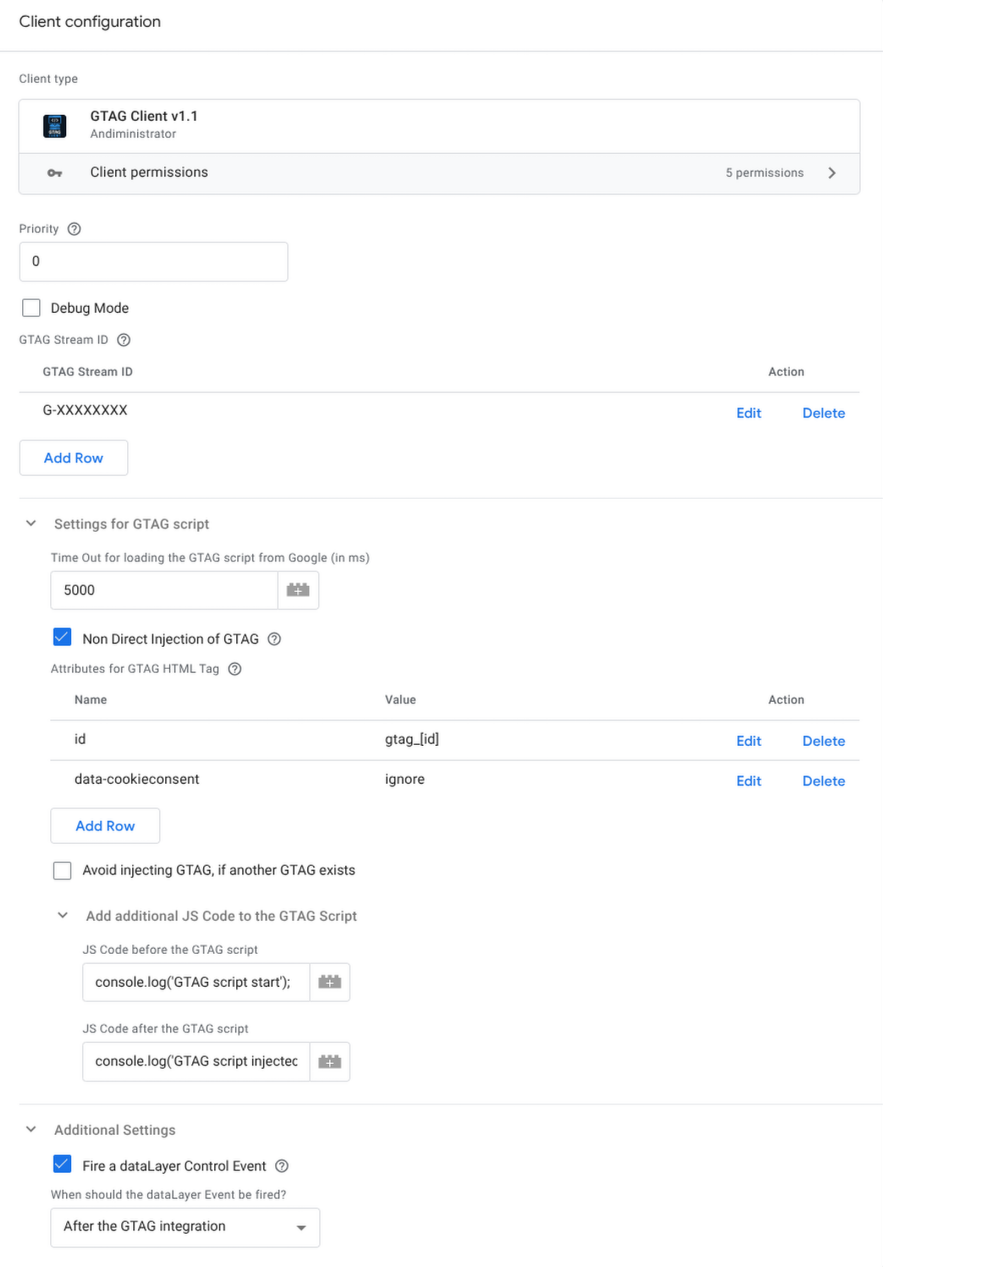 Client configuration
Client type
GTAG Client v1.1
Andiministrator
Client permissions 5 permissions
Priority
0
Debug Mode
GTAG Stream ID
GTAG Stream ID Action
G-XXXXXXXX Edit Delete
Add Row
Settings for GTAG script
Time Out for loading the GTAG script from Google (in ms)
5000
Non Direct Injection of GTAG
Attributes for GTAG HTML Tag
Name Value Action
id gtag_[id] Edit Delete
data-cookieconsent ignore Edit Delete
Add Row
Avoid injecting GTAG, if another GTAG exists
Add additional JS Code to the GTAG Script
JS Code before the GTAG script
console.log('GTAG script start');
JS Code after the GTAG script
console.log('GTAG script injected
Additional Settings
Fire a dataLayer Control Event
When should the dataLayer Event be fired?
After the GTAG integration